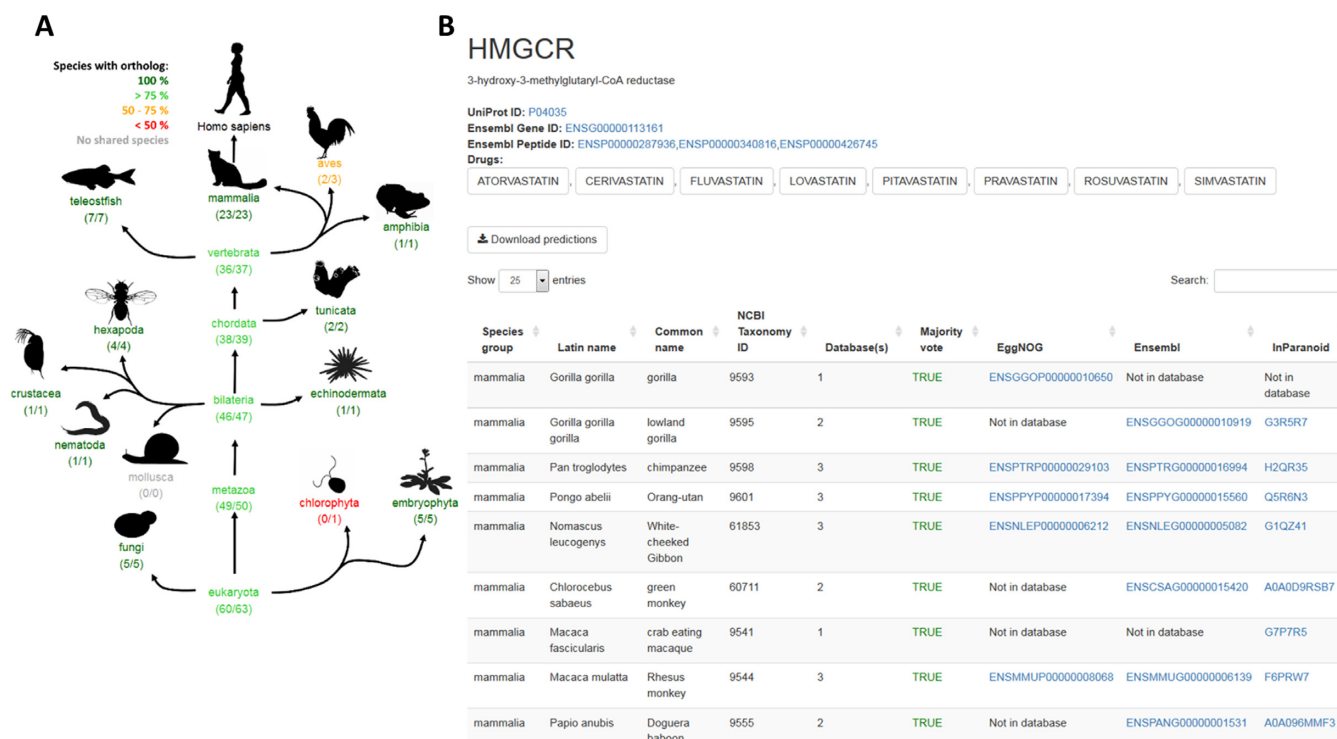 A
Species with ortholog:
100 %
> 75 %
50 - 75 %
< 50 %
No shared species
Homo sapiens
aves
(2/3)
teleostfish
(7/7)
mammalia
(23/23)
amphibia
(1/1)
vertebrata
(36/37)
hexapoda
(4/4)
tunicata
(2/2)
chordata
(38/39)
crustacea
(1/1)
echinodermata
(1/1)
bilateria
(46/47)
nematoda
(1/1)
mollusca
(0/0)
metazoa
(49/50)
chlorophyta
(0/1)
embryophyta
(5/5)
fungi
(5/5)
eukaryota
(60/63)
B
HMGCR
3-hydroxy-3-methylglutaryl-CoA reductase
UniProt ID: P04035
Ensembl Gene ID: ENSG00000113161
Ensembl Peptide ID: ENSP00000287936,ENSP00000340816,ENSP00000426745
Drugs:
ATORVASTATIN , CERIVASTATIN , FLUVASTATIN , LOVASTATIN , PITAVASTATIN , PRAVASTATIN , ROSUVASTATIN , SIMVASTATIN
Download predictions
Show 25 entries Search:
Species group Latin name Common name NCBI Taxonomy ID Database(s) Majority vote EggNOG Ensembl InParanoid
mammalia Gorilla gorilla gorilla 9593 1 TRUE ENSGGOP00000010650 Not in database Not in database
mammalia Gorilla gorilla gorilla lowland gorilla 9595 2 TRUE Not in database ENSGGOG00000010919 G3R5R7
mammalia Pan troglodytes chimpanzee 9598 3 TRUE ENSPTRP00000029103 ENSPTRG00000016994 H2QR35
mammalia Pongo abelii Orang-utan 9601 3 TRUE ENSPPYP00000017394 ENSPPYG00000015560 Q5R6N3
mammalia Nomascus leucogenys White-cheeked Gibbon 61853 3 TRUE ENSNLEP00000006212 ENSNLEG00000005082 G1QZ41
mammalia Chlorocebus sabaeus green monkey 60711 2 TRUE Not in database ENSCSAG00000015420 A0A0D9RSB7
mammalia Macaca fascicularis crab eating macaque 9541 1 TRUE Not in database Not in database G7P7R5
mammalia Macaca mulatta Rhesus monkey 9544 3 TRUE ENSMMUP00000008068 ENSMMUG00000006139 F6PRW7
mammalia Papio anubis Doguera baboon 9555 2 TRUE Not in database ENSPANG00000001531 A0A096MMF3